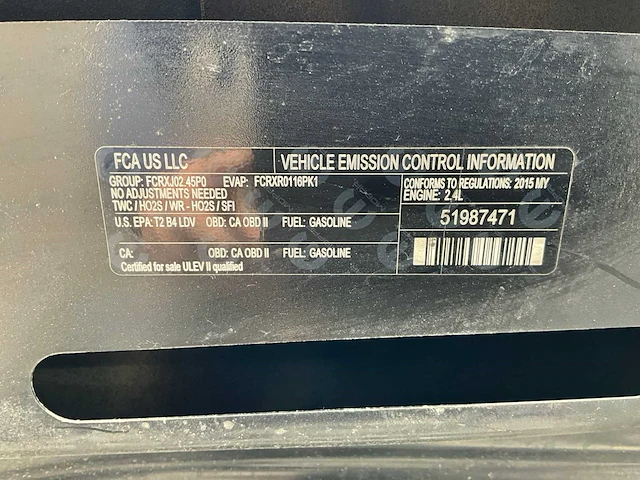 FCA US LLC
VEHICLE EMISSION CONTROL INFORMATION
GROUP: FCRXJ02.45P0 EVAP: FCRXR0116PK1
NO ADJUSTMENTS NEEDED
TWC / HO2S / WR - HO2S / SFI
U.S. EPA: T2 B4 LDV OBD: CA OBD II FUEL: GASOLINE
CA: OBD: CA OBD II FUEL: GASOLINE
Certified for sale ULEV II qualified
CONFORMS TO REGULATIONS: 2015 MY
ENGINE: 2.4L
51987471